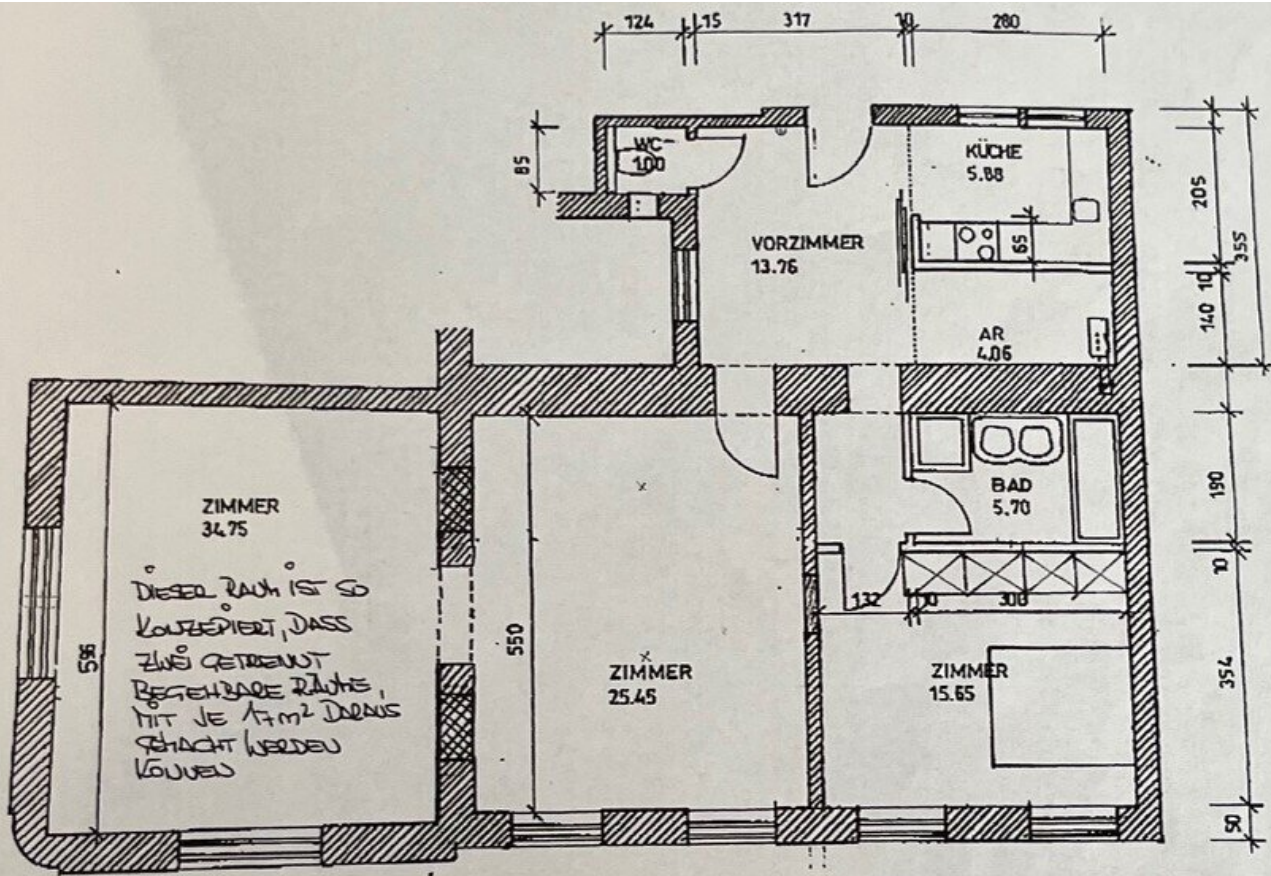 124 15 317 10 280
85
WC
1.00
KÜCHE
5.88
205
65
355
VORZIMMER
13.76
10
140
AR
4.06
ZIMMER
34.75
BAD
5.70
190
DIESER RAUM IST SO
KONZEPIERT, DASS
ZWEI GETRENNT
BEGEHBARE RÄUME,
MIT JE 17m² DARAUS
GEMACHT WERDEN
KÖNNEN
596
550
ZIMMER
25.45
132 10 300
10
ZIMMER
15.65
354
50